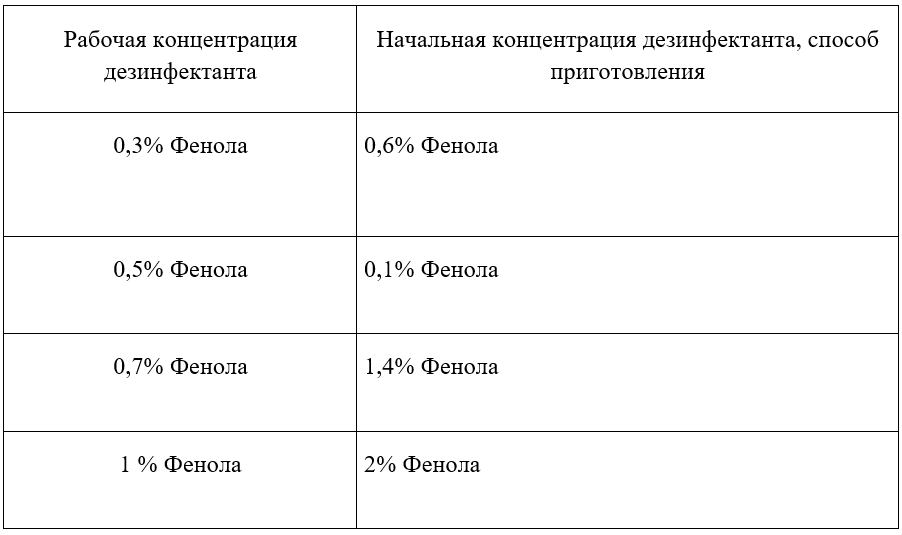 Рабочая концентрация
дезинфектанта
Начальная концентрация дезинфектанта, способ
приготовления
0,3% Фенола
0,6% Фенола
0,5% Фенола
0,1% Фенола
0,7% Фенола
1,4% Фенола
1 % Фенола
2% Фенола